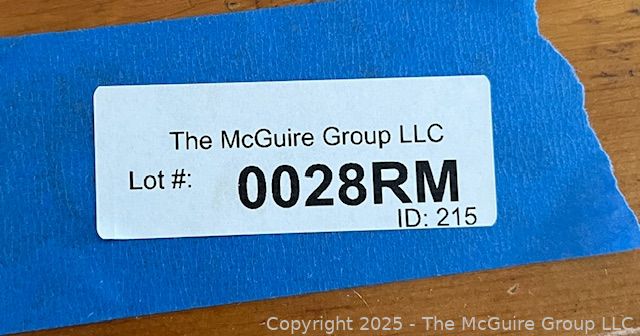 The McGuire Group LLC
Lot #: 0028RM
ID: 215
Copyright 2025 - The McGuire Group LLC